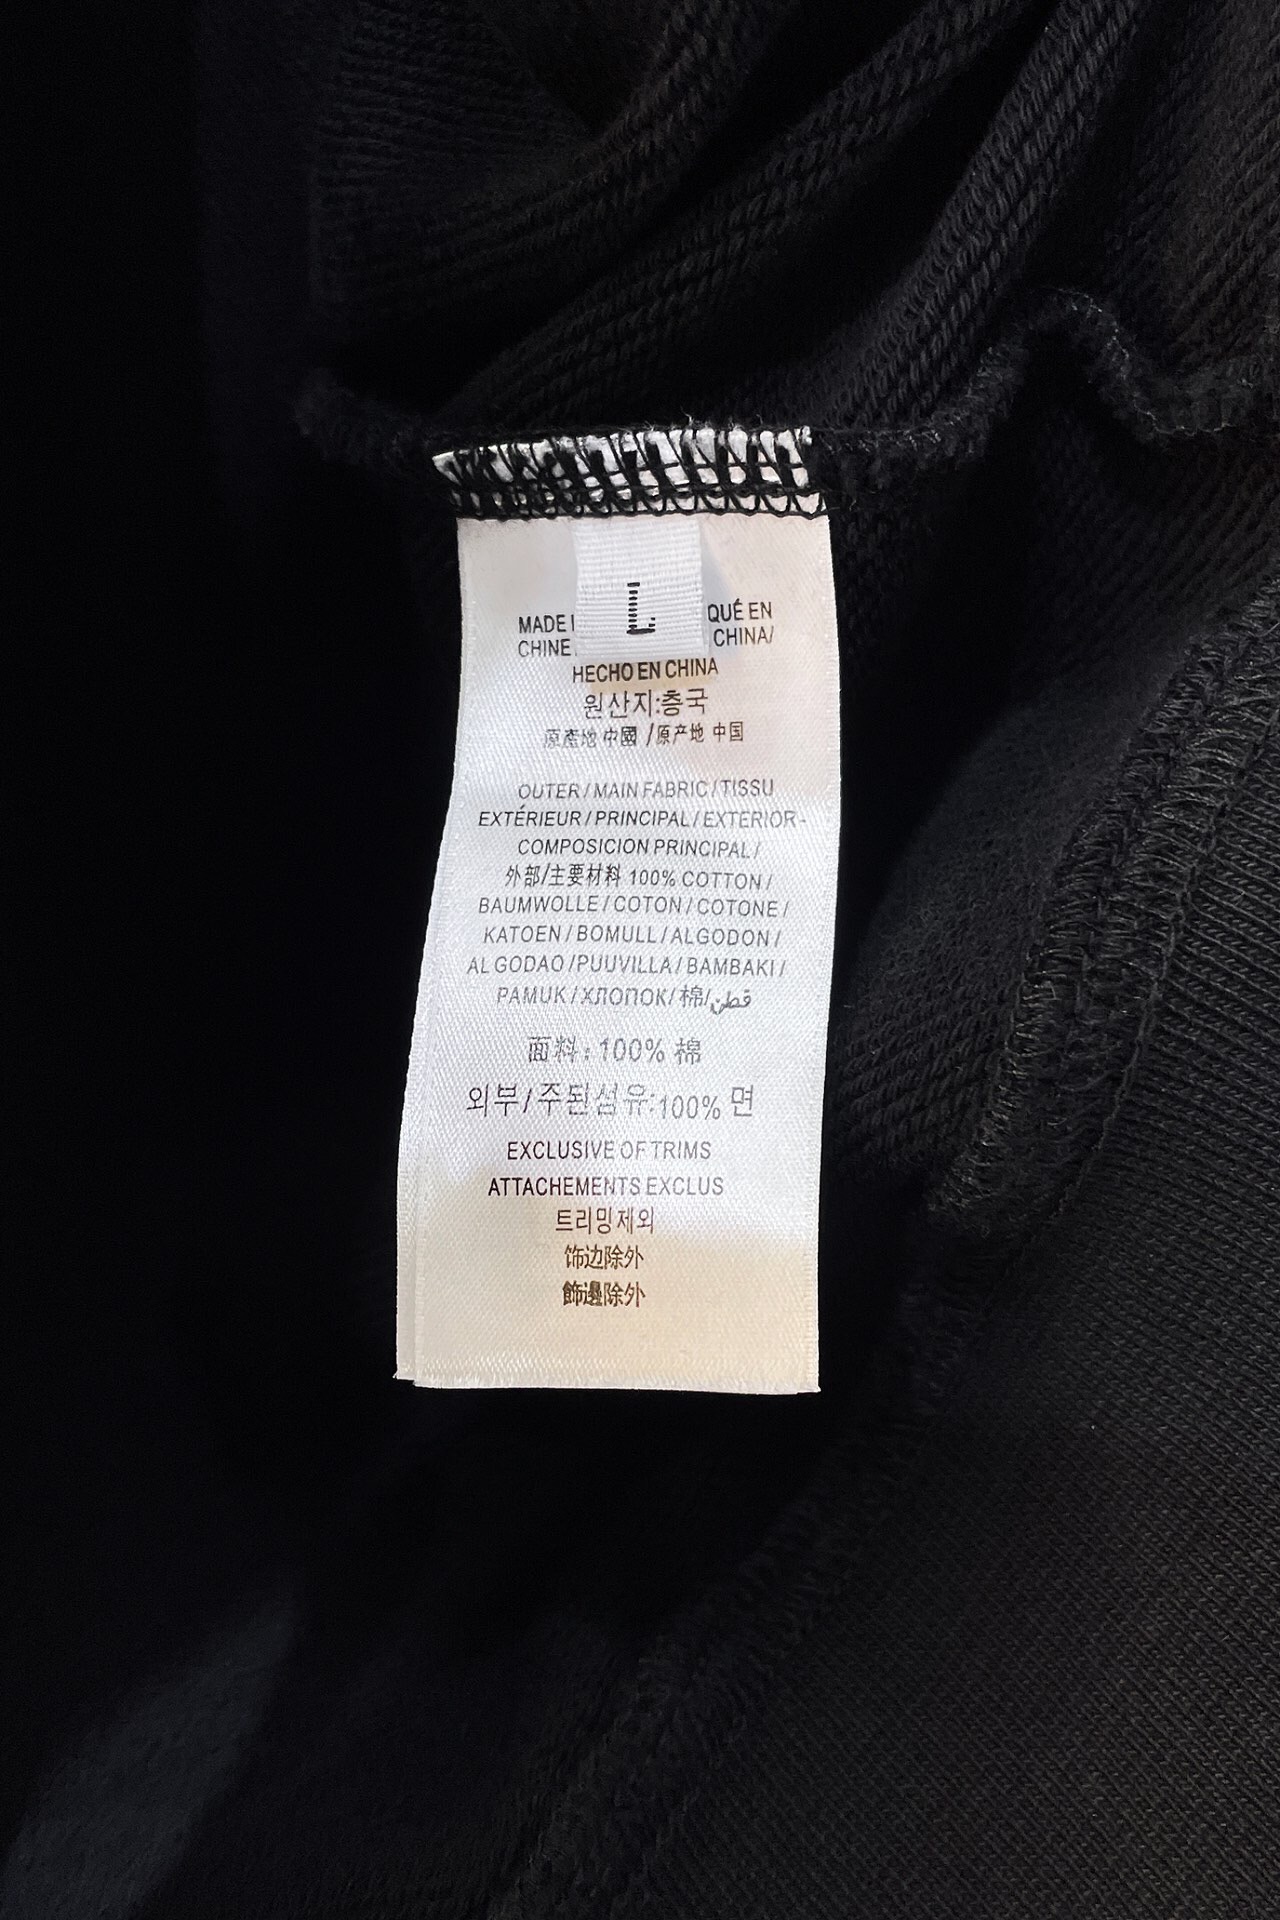 L
MADE I QUÉ EN
CHINE CHINA/
HECHO EN CHINA
원산지:층국
原產地 中國 /原产地 中国
OUTER / MAIN FABRIC / TISSU
EXTÉRIEUR / PRINCIPAL / EXTERIOR-
COMPOSICION PRINCIPAL /
外部/主要材料 100% COTTON /
BAUMWOLLE / COTON / COTONE /
KATOEN / BOMULL / ALGODON /
ALGODAO /PUUVILLA / BAMBAKI /
PAMUK / ХЛОПОК / 棉/قطن
面料: 100% 棉
외부/주된섬유:100% 면
EXCLUSIVE OF TRIMS
ATTACHEMENTS EXCLUS
트리밍제외
饰边除外
飾邊除外